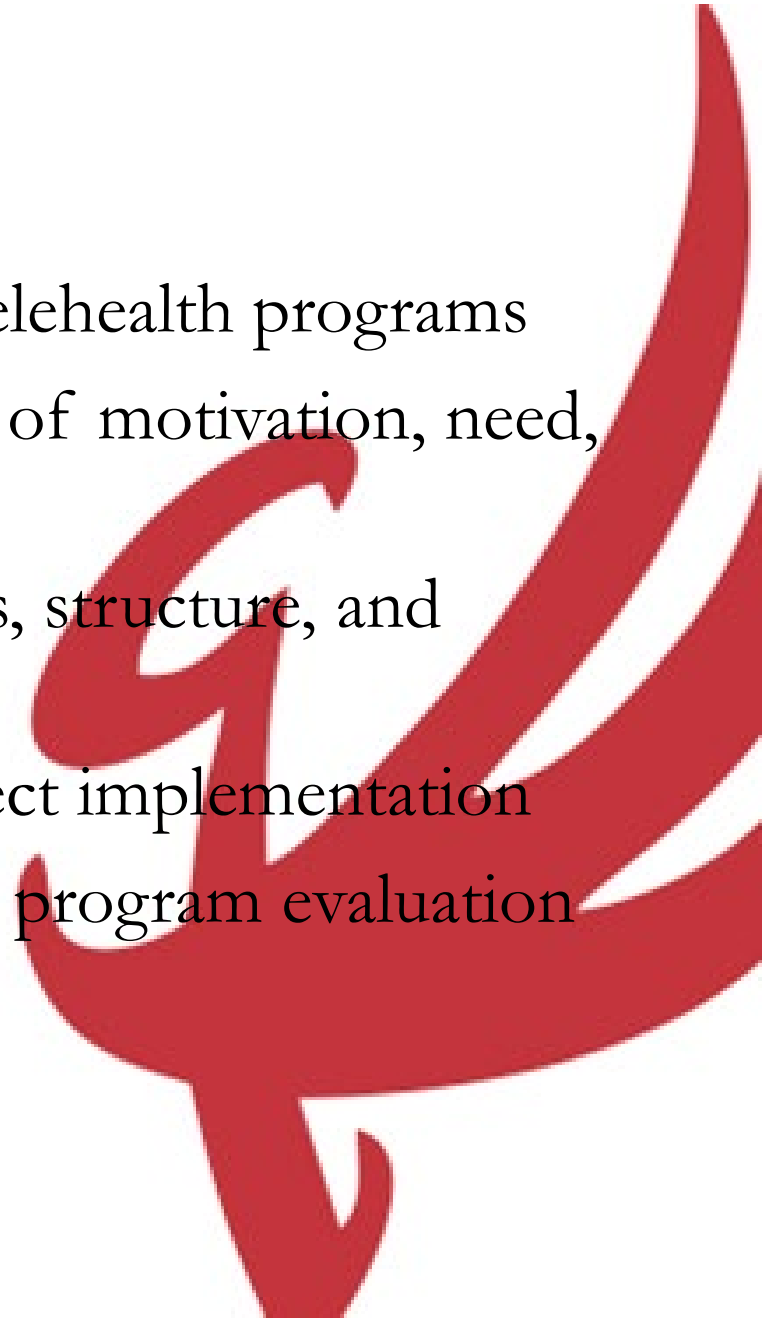 elehealth programs
of motivation, need,
s, structure, and
ect implementation
program evaluation